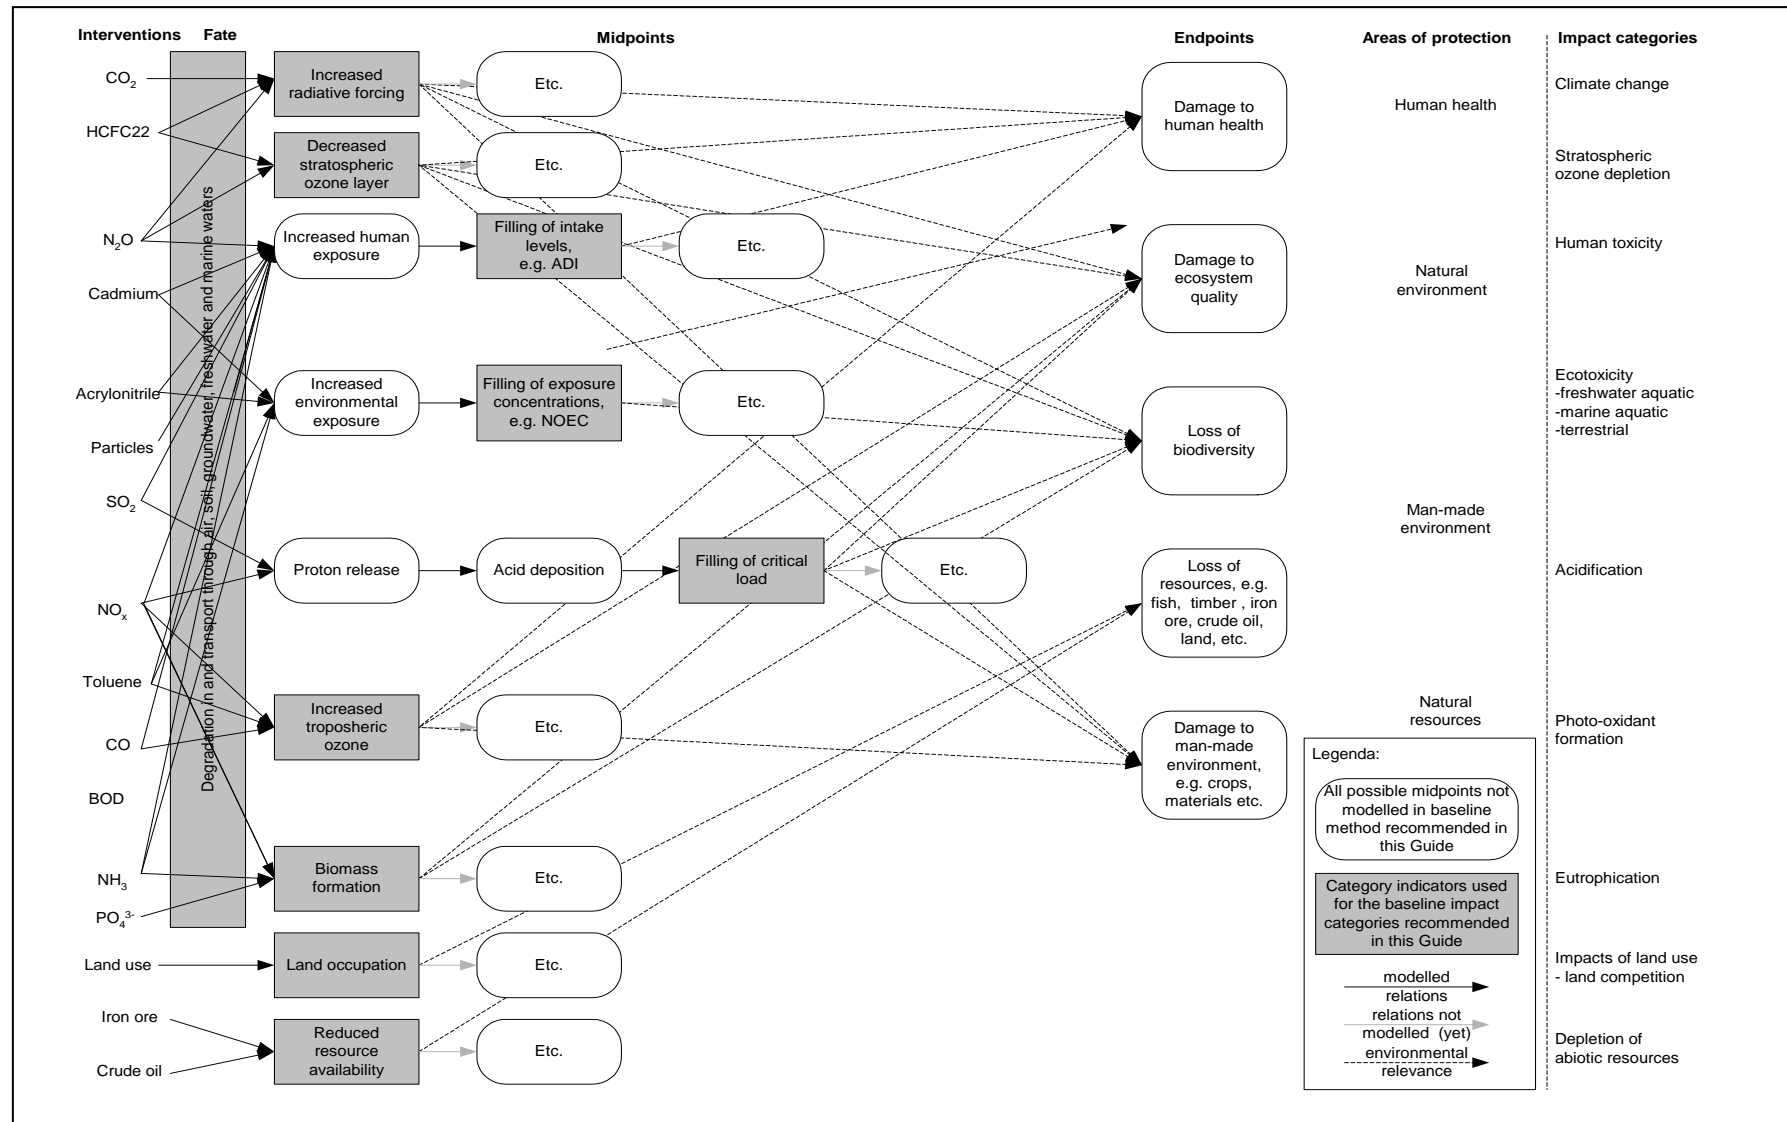 Interventions
Fate
Midpoints
Endpoints
Areas of protection
Impact categories
CO2
HCFC22
N2O
Cadmium
Acrylonitrile
Particles
SO2
NOx
Toluene
CO
BOD
NH3
PO4 3-
Land use
Iron ore
Crude oil
Degradation in and transport through air, soil, groundwater, freshwater and marine waters
Increased
radiative forcing
Etc.
Decreased
stratospheric
ozone layer
Etc.
Increased human
exposure
Filling of intake
levels,
e.g. ADI
Etc.
Increased
environmental
exposure
Filling of exposure
concentrations,
e.g. NOEC
Etc.
Proton release
Acid deposition
Filling of critical
load
Etc.
Increased
troposheric
ozone
Etc.
Biomass
formation
Etc.
Land occupation
Etc.
Reduced
resource
availability
Etc.
Damage to
human health
Damage to
ecosystem
quality
Loss of
biodiversity
Loss of
resources, e.g.
fish, timber , iron
ore, crude oil,
land, etc.
Damage to
man-made
environment,
e.g. crops,
materials etc.
Human health
Natural
environment
Man-made
environment
Natural
resources
Legenda:
All possible midpoints not
modelled in baseline
method recommended in
this Guide
Category indicators used
for the baseline impact
categories recommended
in this Guide
modelled
relations
relations not
modelled (yet)
environmental
relevance
Climate change
Stratospheric
ozone depletion
Human toxicity
Ecotoxicity
-freshwater aquatic
-marine aquatic
-terrestrial
Acidification
Photo-oxidant
formation
Eutrophication
Impacts of land use
- land competition
Depletion of
abiotic resources